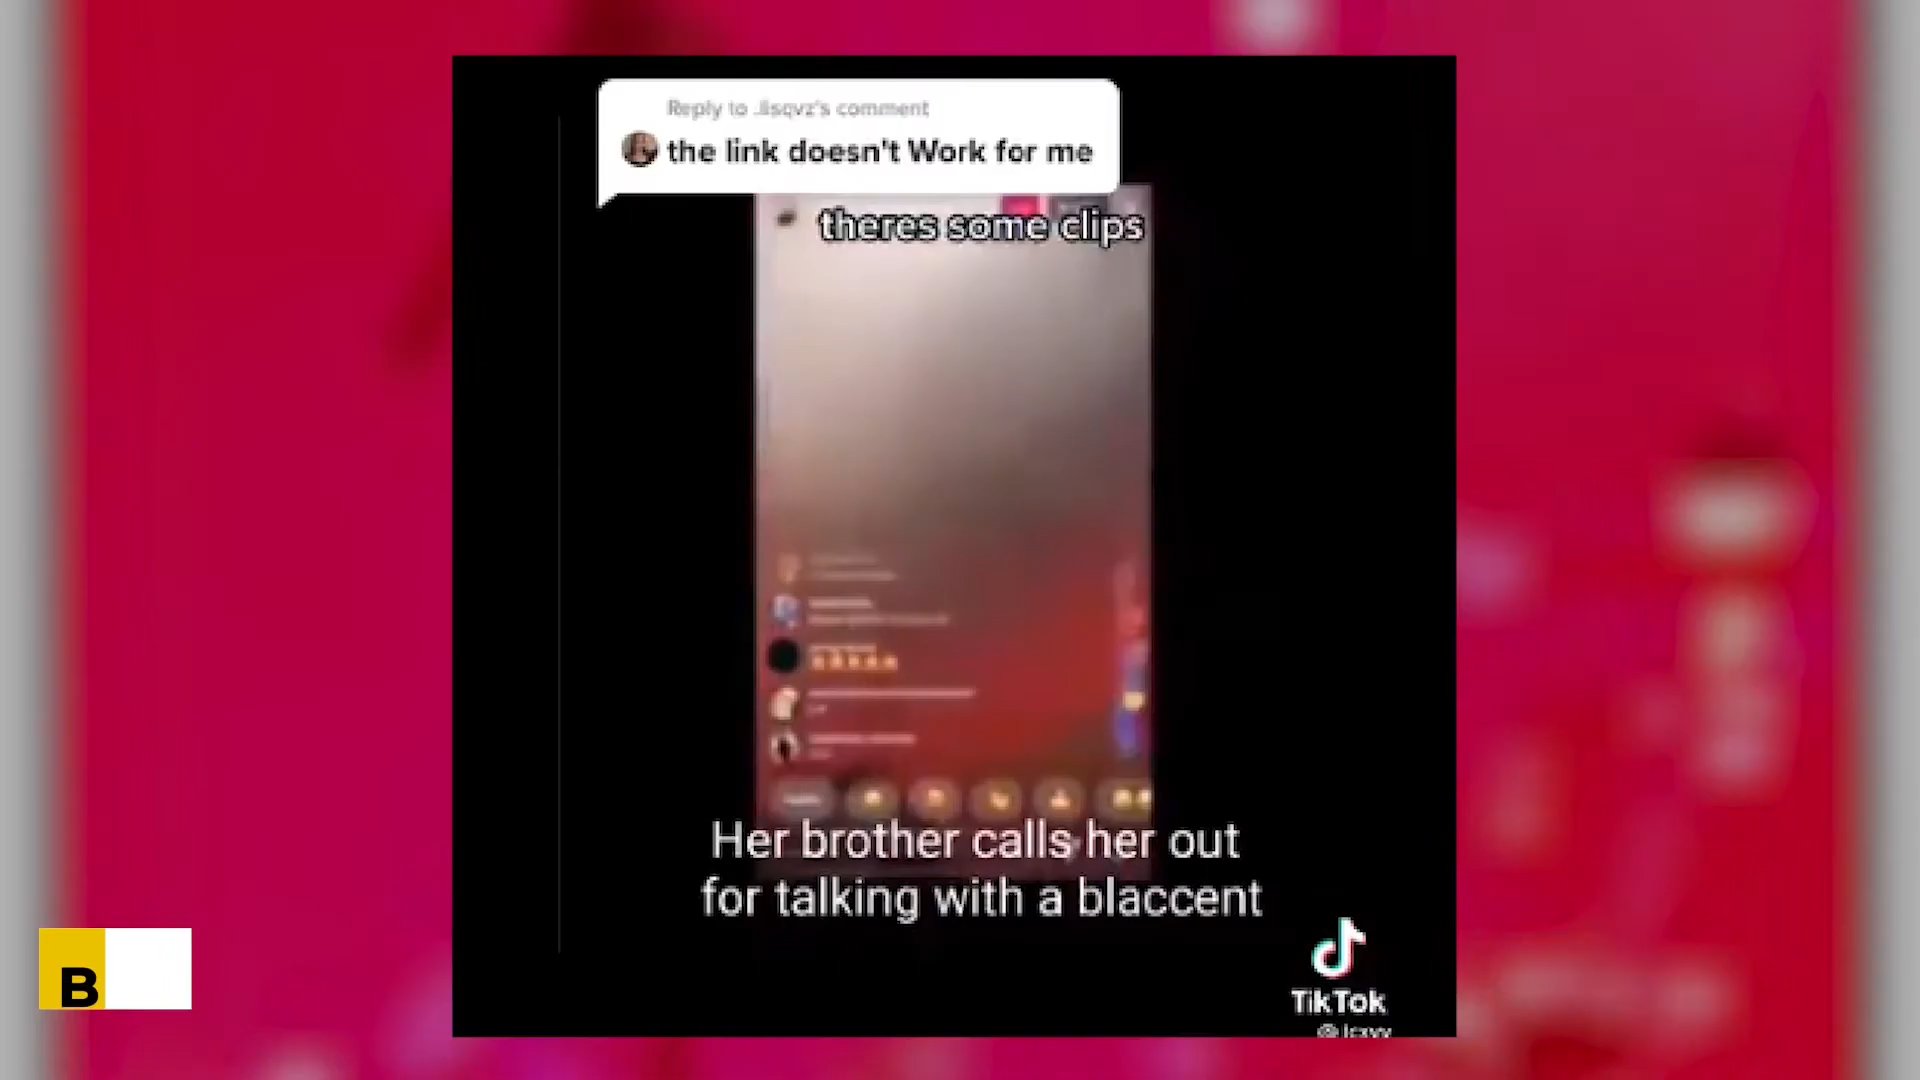 Reply to .lisqvz's comment
the link doesn't Work for me
theres some clips
Her brother calls her out
for talking with a blaccent
B
TikTok